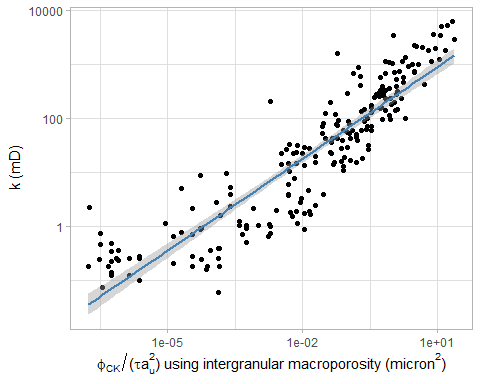 10000
100
1
k (mD)
1e-05
1e-02
1e+01
ϕCK/(τa²u) using intergranular macroporosity (micron²)